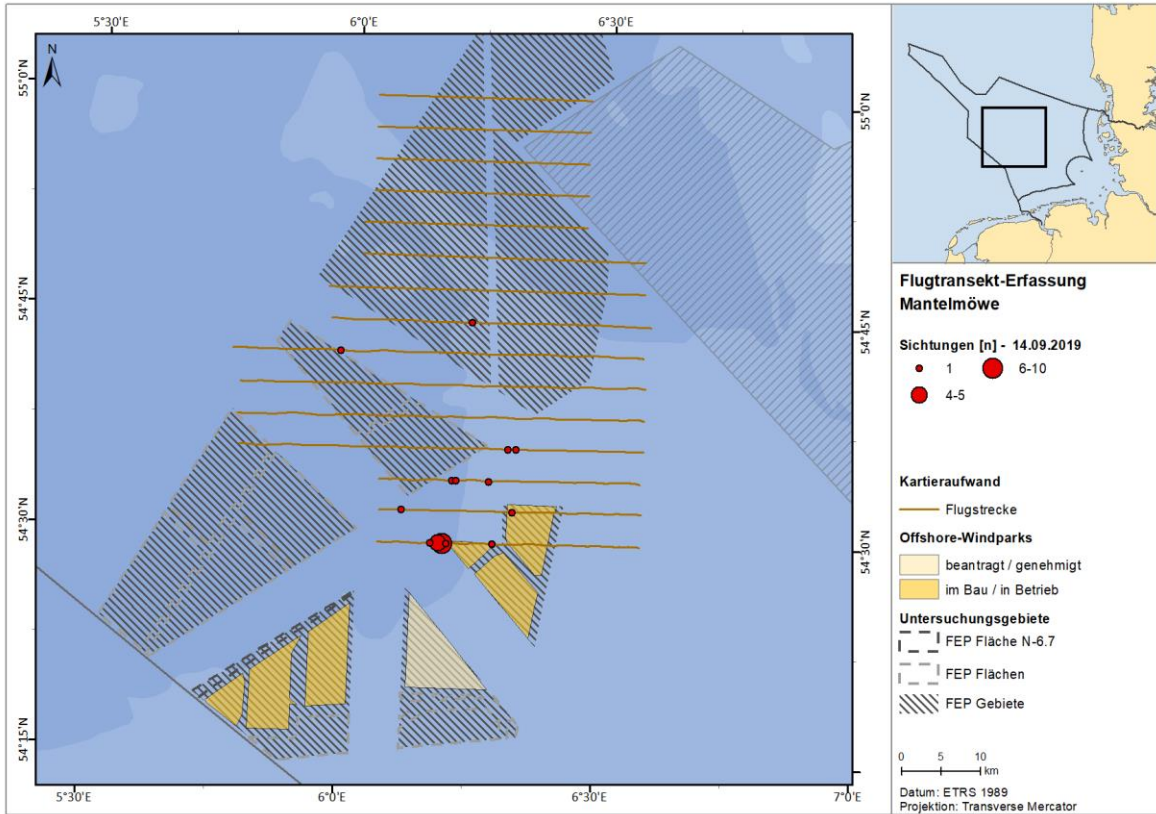 5°30'E
6°0'E
6°30'E
N
55°0'N
54°45'N
54°30'N
54°15'N
55°0'N
54°45'N
54°30'N
5°30'E
6°0'E
6°30'E
7°0'E
Flugtransekt-Erfassung
Mantelmöwe
Sichtungen [n] - 14.09.2019
1
6-10
4-5
Kartieraufwand
Flugstrecke
Offshore-Windparks
beantragt / genehmigt
im Bau / in Betrieb
Untersuchungsgebiete
FEP Fläche N-6.7
FEP Flächen
FEP Gebiete
0 5 10
km
Datum: ETRS 1989
Projektion: Transverse Mercator